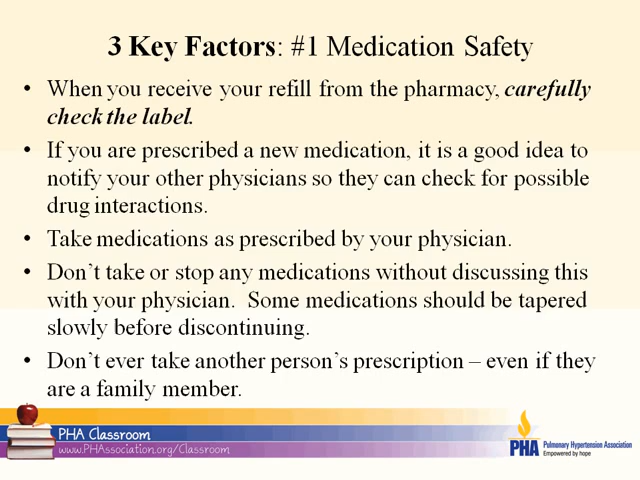 3 Key Factors: #1 Medication Safety
• When you receive your refill from the pharmacy, carefully
check the label.
• If you are prescribed a new medication, it is a good idea to
notify your other physicians so they can check for possible
drug interactions.
• Take medications as prescribed by your physician.
• Don't take or stop any medications without discussing this
with your physician.  Some medications should be tapered
slowly before discontinuing.
• Don't ever take another person's prescription – even if they
are a family member.
PHA Classroom
www.PHAssociation.org/Classroom
PHA Pulmonary Hypertension Association
Empowered by hope